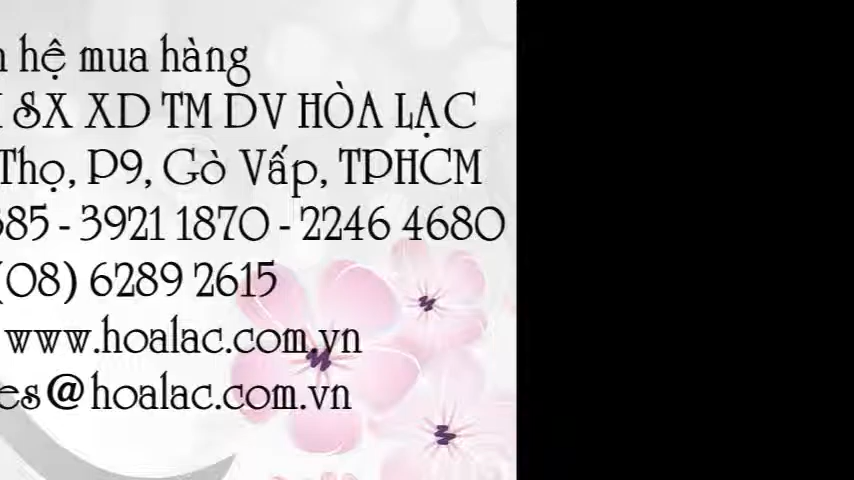 hệ mua hàng
SX XD TM DV HÒA LẠC
Thọ, P9, Gò Vấp, TPHCM
385 - 3921 1870 - 2246 4680
(08) 6289 2615
www.hoalac.com.vn
es@hoalac.com.vn